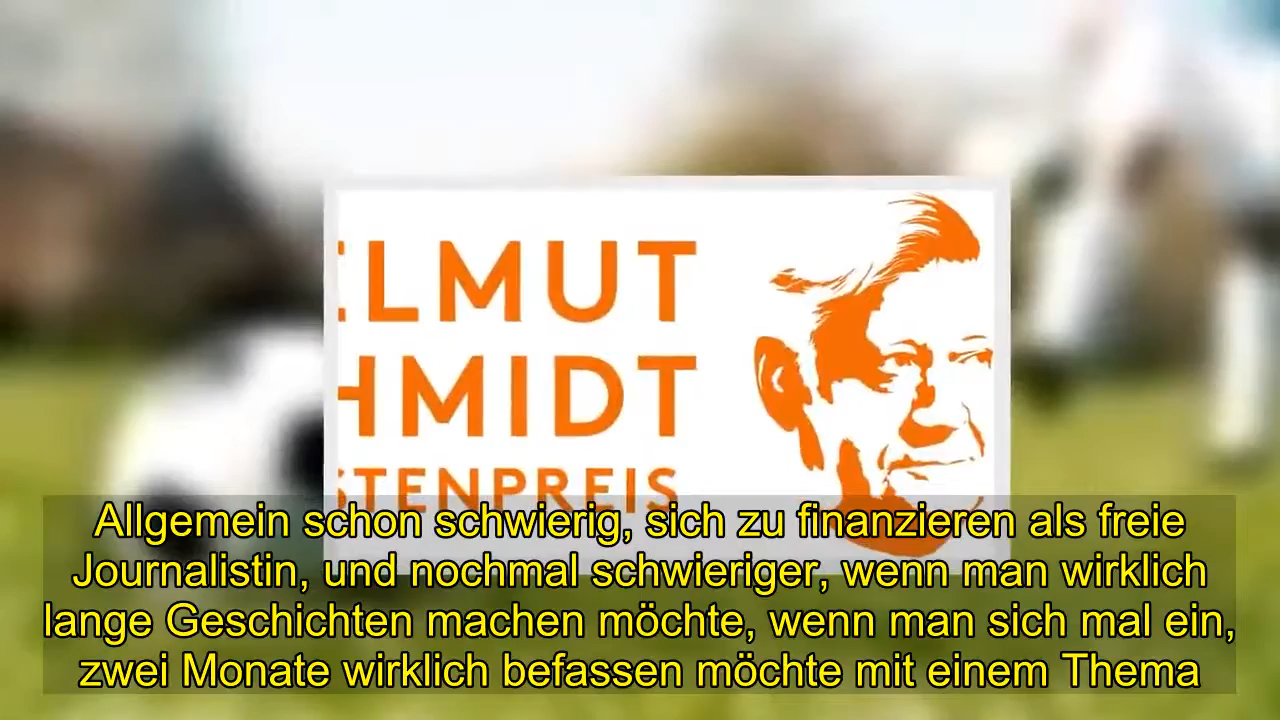 ELMUT
HMIDT
STENPREIS
Allgemein schon schwierig, sich zu finanzieren als freie
Journalistin, und nochmal schwieriger, wenn man wirklich
lange Geschichten machen möchte, wenn man sich mal ein,
zwei Monate wirklich befassen möchte mit einem Thema